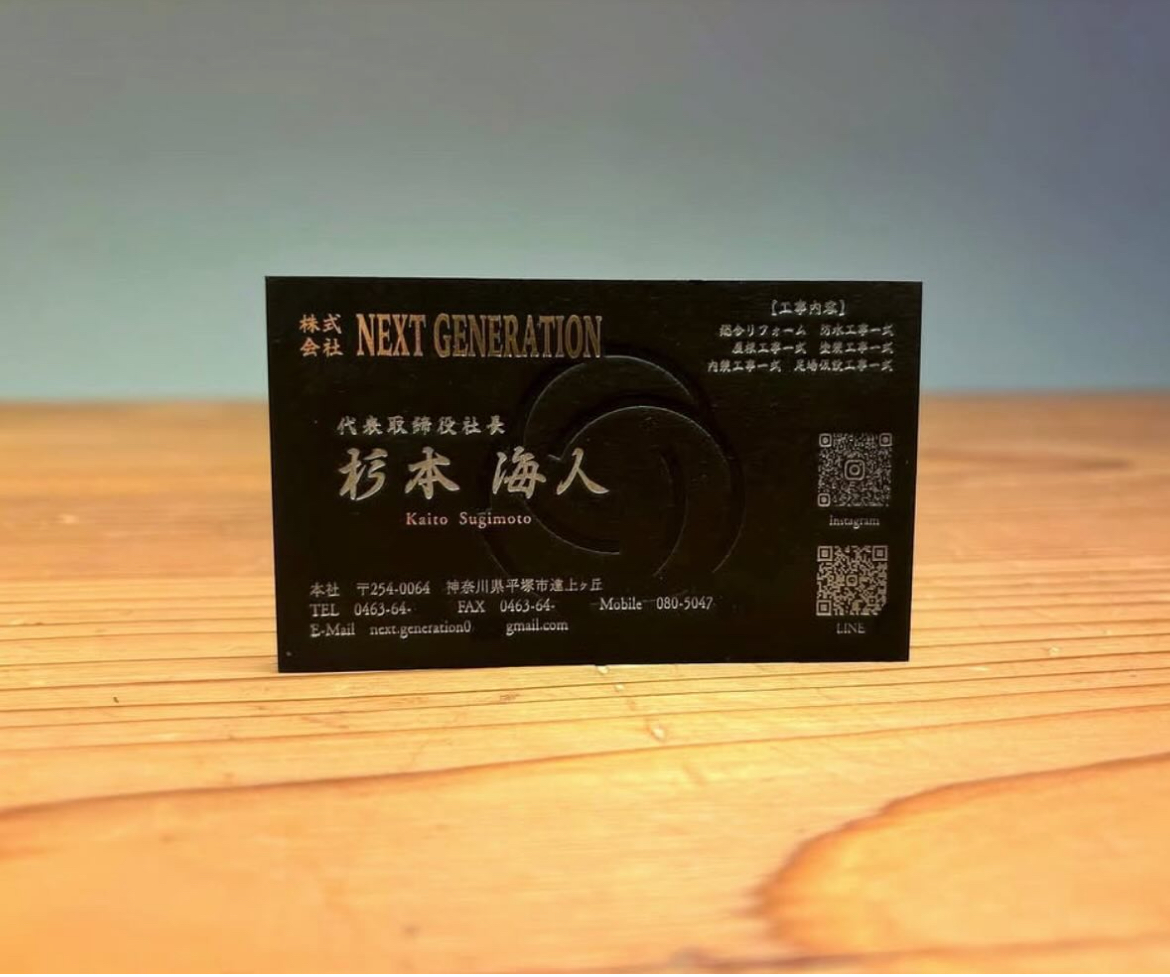 株式会社 NEXT GENERATION
代表取締役社長
杉本 海人
Kaito Sugimoto
本社 〒254-0064 神奈川県平塚市達上ヶ丘
TEL 0463-64- FAX 0463-64- Mobile 080-5047
E-Mail next.generation0 gmail.com
【工事内容】
総合リフォーム 防水工事一式
屋根工事一式 塗装工事一式
内装工事一式 足場仮設工事一式
Instagram
LINE